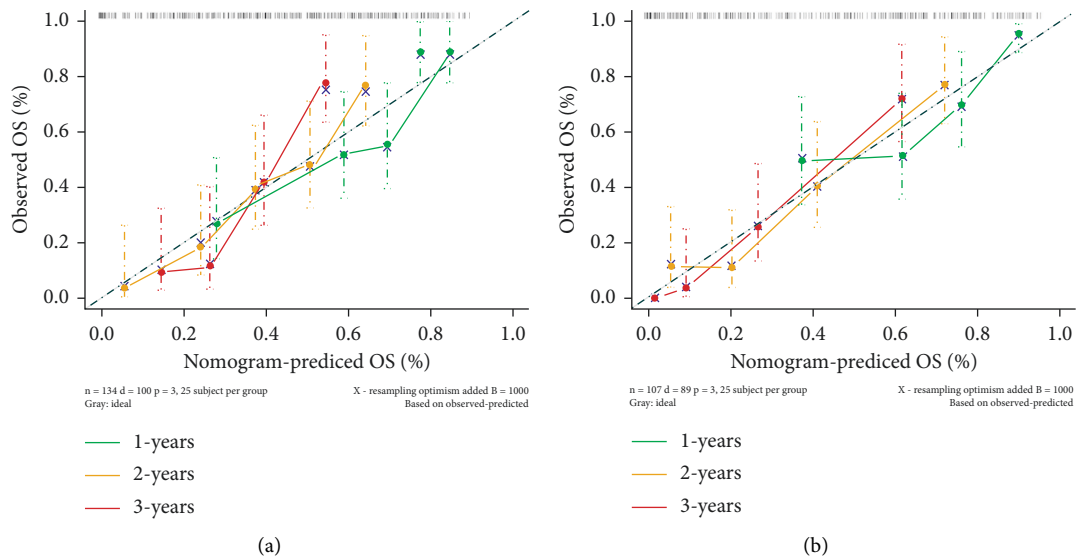 1.0
0.8
0.6
0.4
0.2
0.0
Observed OS (%)
0.0 0.2 0.4 0.6 0.8 1.0
Nomogram-prediced OS (%)
n = 134 d = 100 p = 3, 25 subject per group
Gray: ideal
X - resampling optimism added B = 1000
Based on observed-predicted
1-years
2-years
3-years
(a)
1.0
0.8
0.6
0.4
0.2
0.0
Observed OS (%)
0.0 0.2 0.4 0.6 0.8 1.0
Nomogram-prediced OS (%)
n = 107 d = 89 p = 3, 25 subject per group
Gray: ideal
X - resampling optimism added B = 1000
Based on observed-predicted
1-years
2-years
3-years
(b)